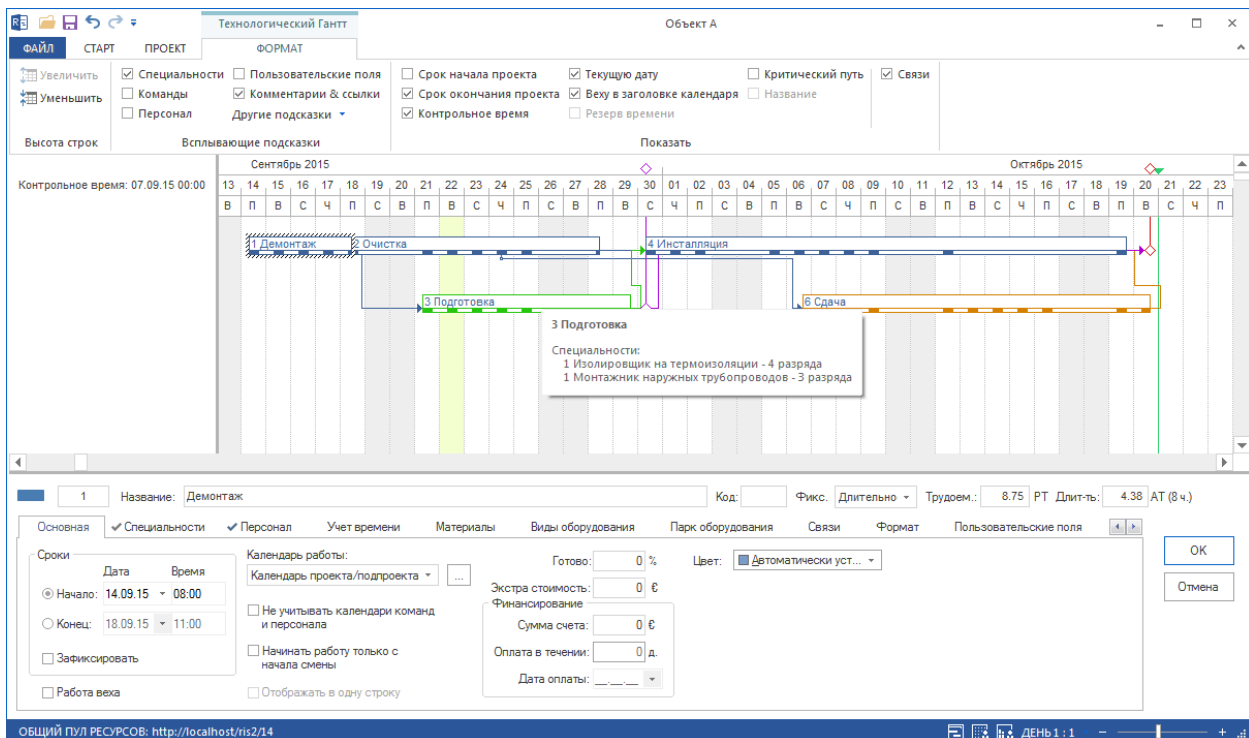 Технологический Гантт
Объект А
ФАЙЛ СТАРТ ПРОЕКТ ФОРМАТ
Увеличить
Уменьшить
Высота строк
Специальности
Команды
Персонал
Пользовательские поля
Комментарии & ссылки
Другие подсказки
Всплывающие подсказки
Срок начала проекта
Срок окончания проекта
Контрольное время
Текущую дату
Веху в заголовке календаря
Резерв времени
Критический путь
Название
Связи
Показать
Сентябрь 2015 Октябрь 2015
Контрольное время: 07.09.15 00:00
13 14 15 16 17 18 19 20 21 22 23 24 25 26 27 28 29 30 01 02 03 04 05 06 07 08 09 10 11 12 13 14 15 16 17 18 19 20 21 22 23
В П В С Ч П С В П В С Ч П С В П В С Ч П С В П В С Ч П С В П В С Ч П С В П В С Ч П
1 Демонтаж 2 Очистка 4 Инсталляция
3 Подготовка 6 Сдача
3 Подготовка
Специальности:
1 Изолировщик на термоизоляции - 4 разряда
1 Монтажник наружных трубопроводов - 3 разряда
1 Название: Демонтаж Код: Фикс. Длительно Трудоем.: 8.75 РТ Длит-ть: 4.38 АТ (8 ч.)
Основная Специальности Персонал Учет времени Материалы Виды оборудования Парк оборудования Связи Формат Пользовательские поля
Сроки
Дата Время
Начало: 14.09.15 08:00
Конец: 18.09.15 11:00
Зафиксировать
Работа веха
Календарь работы:
Календарь проекта/подпроекта ...
Не учитывать календари команд
и персонала
Начинать работу только с
начала смены
Отображать в одну строку
Готово: 0 %
Экстра стоимость: 0 €
Финансирование
Сумма счета: 0 €
Оплата в течении: 0 д.
Дата оплаты: __.__.__
Цвет: Автоматически уст...
OK
Отмена
ОБЩИЙ ПУЛ РЕСУРСОВ: http://localhost/ris2/14 ДЕНЬ 1 : 1